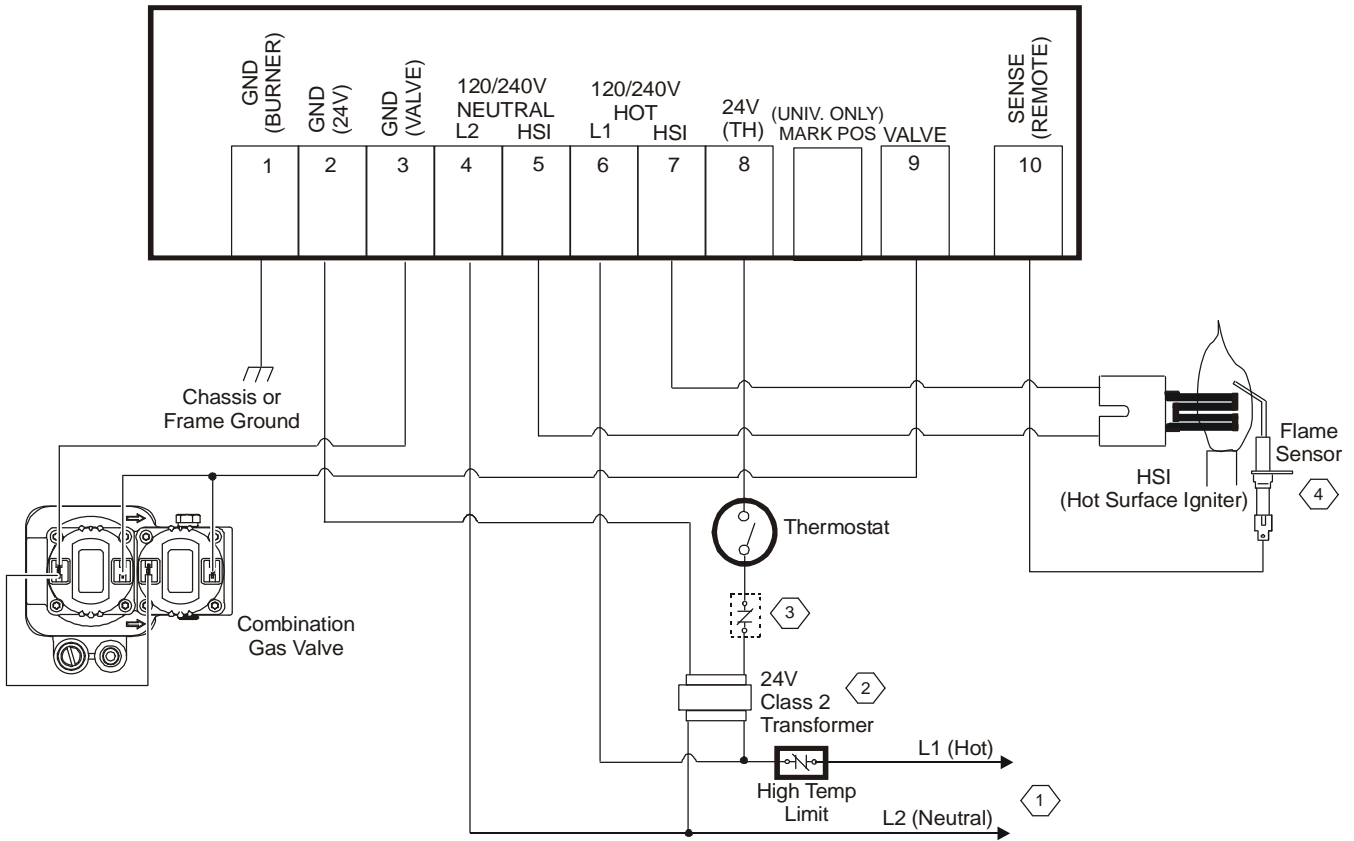 GND
(BURNER)
GND
(24V)
GND
(VALVE)
120/240V
NEUTRAL
L2
HSI
120/240V
HOT
L1
HSI
24V
(TH)
(UNIV. ONLY)
MARK POS
VALVE
SENSE
(REMOTE)
1
2
3
4
5
6
7
8
9
10
Chassis or
Frame Ground
Flame
Sensor
HSI
(Hot Surface Igniter)
4
Thermostat
3
Combination
Gas Valve
24V
Class 2
Transformer
2
L1 (Hot)
High Temp
Limit
1
L2 (Neutral)